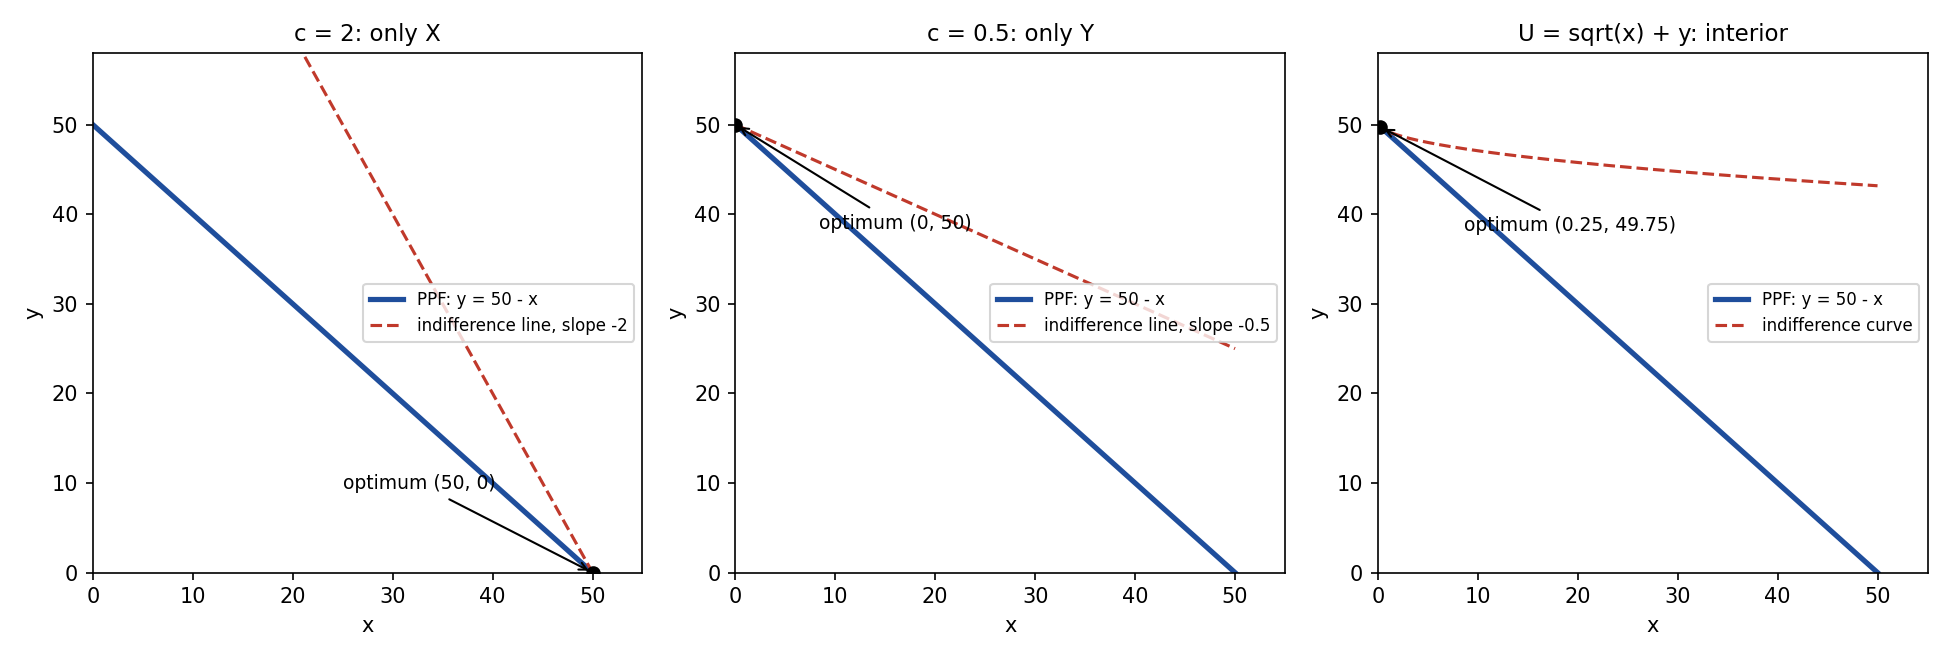 c = 2: only X
50
40
30
20
10
0
y
PPF: y = 50 - x
indifference line, slope -2
optimum (50, 0)
0
10
20
30
40
50
x
c = 0.5: only Y
50
40
30
20
10
0
y
optimum (0, 50)
PPF: y = 50 - x
indifference line, slope -0.5
0
10
20
30
40
50
x
U = sqrt(x) + y: interior
50
40
30
20
10
0
y
optimum (0.25, 49.75)
PPF: y = 50 - x
indifference curve
0
10
20
30
40
50
x